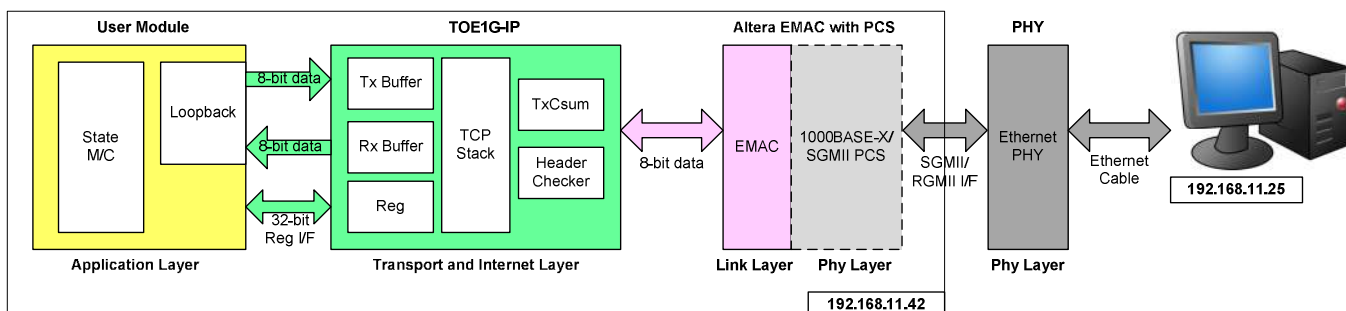 User Module
TOE1G-IP
Altera EMAC with PCS
PHY
State
M/C
Loopback
8-bit data
8-bit data
32-bit
Reg I/F
Tx Buffer
Rx Buffer
Reg
TCP
Stack
TxCsum
Header
Checker
8-bit data
EMAC
1000BASE-X/
SGMII PCS
SGMII/
RGMII I/F
Ethernet
PHY
Ethernet
Cable
192.168.11.25
Application Layer
Transport and Internet Layer
Link Layer
Phy Layer
Phy Layer
192.168.11.42